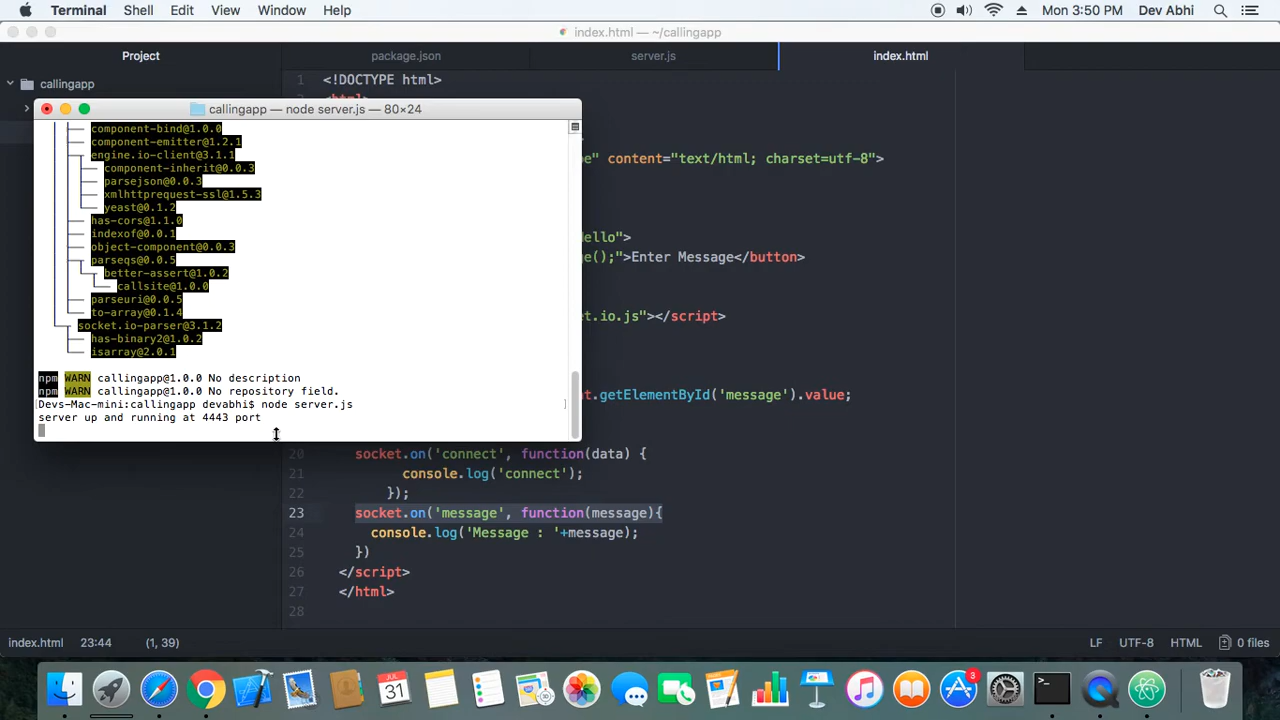 Terminal Shell Edit View Window Help Mon 3:50 PM Dev Abhi
index.html — ~/callingapp
Project package.json server.js index.html
callingapp
1 <!DOCTYPE html>
callingapp — node server.js — 80×24
component-bind@1.0.0
component-emitter@1.2.1
engine.io-client@3.1.1
component-inherit@0.0.3
parsejson@0.0.3
xmlhttprequest-ssl@1.5.3
yeast@0.1.2
has-cors@1.1.0
indexof@0.0.1
object-component@0.0.3
parseqs@0.0.5
better-assert@1.0.2
callsite@1.0.0
parseuri@0.0.5
to-array@0.1.4
socket.io-parser@3.1.2
has-binary2@1.0.2
isarray@2.0.1
npm WARN callingapp@1.0.0 No description
npm WARN callingapp@1.0.0 No repository field.
Devs-Mac-mini:callingapp devabhi$ node server.js
server up and running at 4443 port
" content="text/html; charset=utf-8">
ello">
ge();">Enter Message</button>
et.io.js"></script>
t.getElementById('message').value;
20 socket.on('connect', function(data) {
21 console.log('connect');
22 });
23 socket.on('message', function(message){
24 console.log('Message : '+message);
25 })
26 </script>
27 </html>
28
index.html 23:44 (1, 39) LF UTF-8 HTML 0 files
JUL
31
3